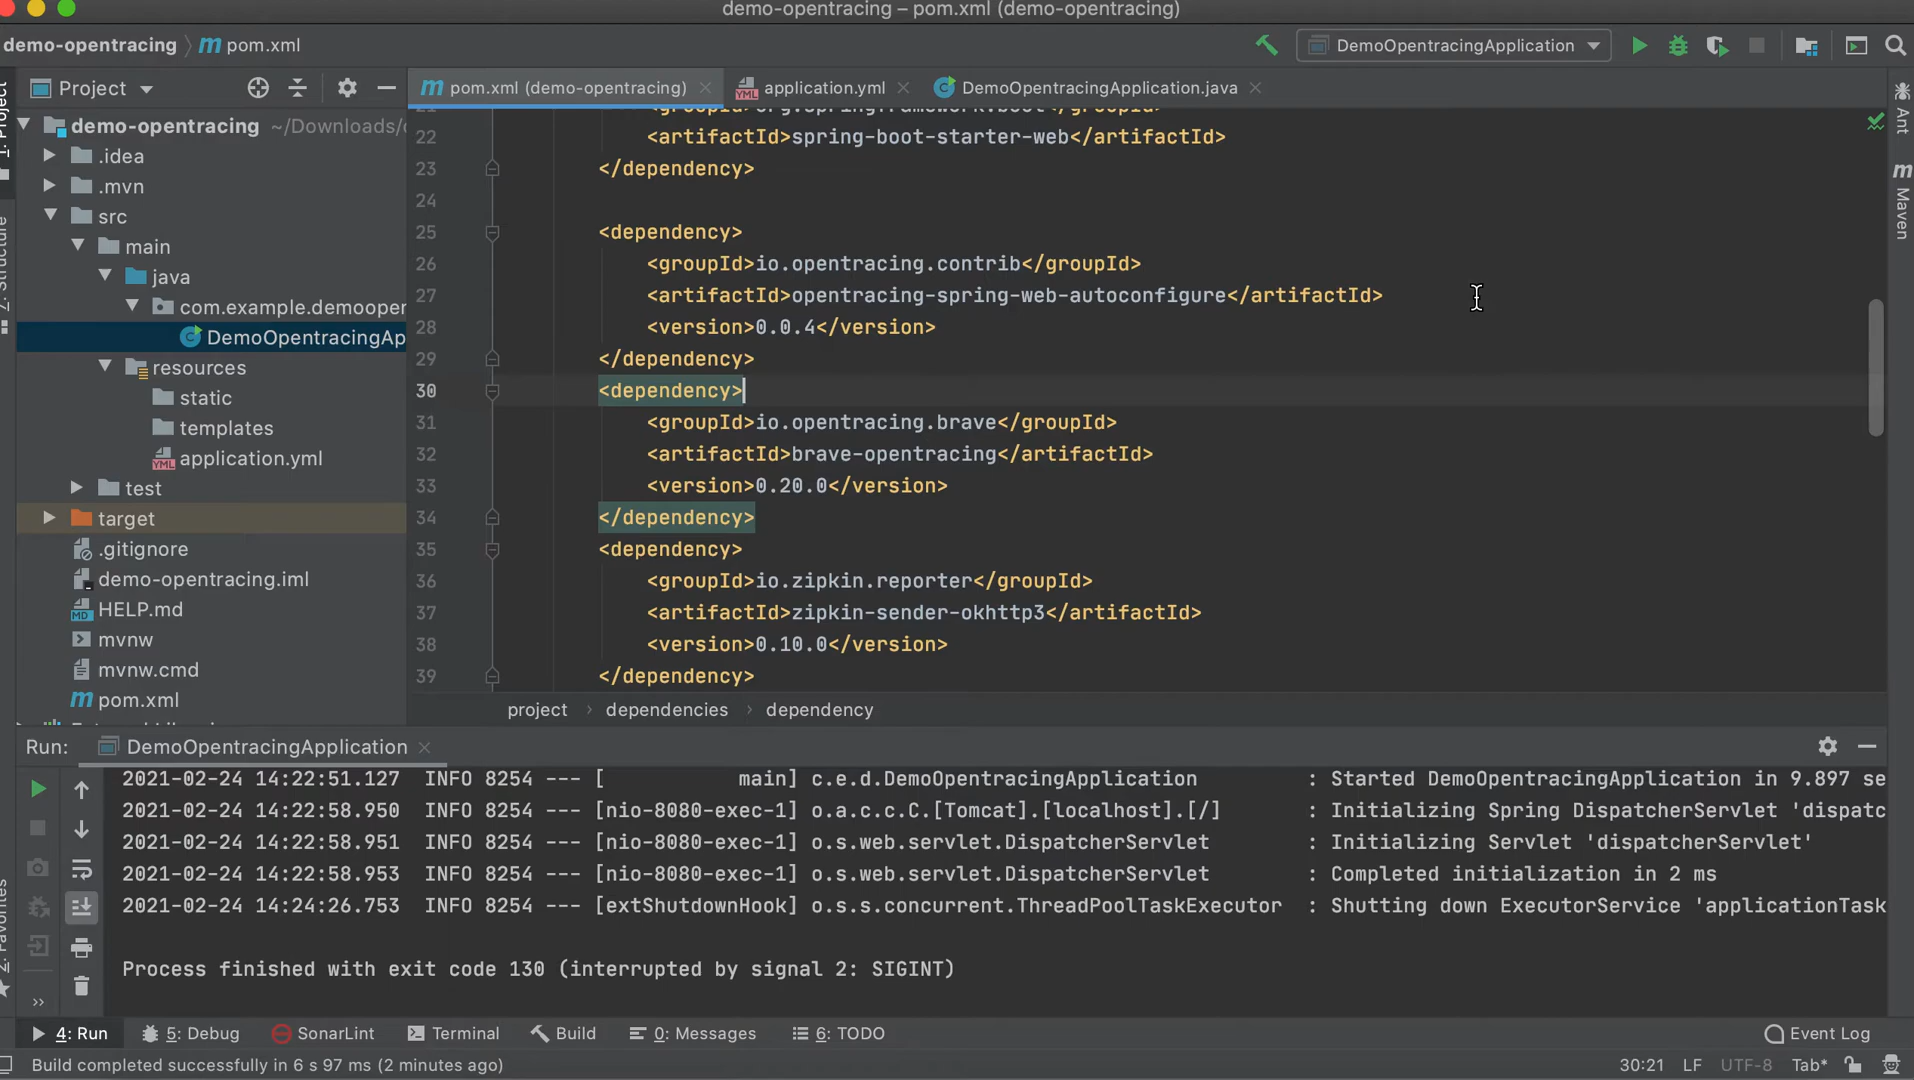 demo-opentracing – pom.xml (demo-opentracing)
demo-opentracing pom.xml
DemoOpentracingApplication
Project
pom.xml (demo-opentracing)
application.yml
DemoOpentracingApplication.java
1: Project
Z: Structure
2: Favorites
Ant
Maven
demo-opentracing ~/Downloads/
.idea
.mvn
src
main
java
com.example.demooper
DemoOpentracingAp
resources
static
templates
application.yml
test
target
.gitignore
demo-opentracing.iml
HELP.md
mvnw
mvnw.cmd
pom.xml
22 <artifactId>spring-boot-starter-web</artifactId>
23 </dependency>
24
25 <dependency>
26 <groupId>io.opentracing.contrib</groupId>
27 <artifactId>opentracing-spring-web-autoconfigure</artifactId>
28 <version>0.0.4</version>
29 </dependency>
30 <dependency>
31 <groupId>io.opentracing.brave</groupId>
32 <artifactId>brave-opentracing</artifactId>
33 <version>0.20.0</version>
34 </dependency>
35 <dependency>
36 <groupId>io.zipkin.reporter</groupId>
37 <artifactId>zipkin-sender-okhttp3</artifactId>
38 <version>0.10.0</version>
39 </dependency>
project › dependencies › dependency
Run: DemoOpentracingApplication
2021-02-24 14:22:51.127 INFO 8254 --- [ main] c.e.d.DemoOpentracingApplication : Started DemoOpentracingApplication in 9.897 se
2021-02-24 14:22:58.950 INFO 8254 --- [nio-8080-exec-1] o.a.c.c.C.[Tomcat].[localhost].[/] : Initializing Spring DispatcherServlet 'dispatc
2021-02-24 14:22:58.951 INFO 8254 --- [nio-8080-exec-1] o.s.web.servlet.DispatcherServlet : Initializing Servlet 'dispatcherServlet'
2021-02-24 14:22:58.953 INFO 8254 --- [nio-8080-exec-1] o.s.web.servlet.DispatcherServlet : Completed initialization in 2 ms
2021-02-24 14:24:26.753 INFO 8254 --- [extShutdownHook] o.s.s.concurrent.ThreadPoolTaskExecutor : Shutting down ExecutorService 'applicationTask
Process finished with exit code 130 (interrupted by signal 2: SIGINT)
4: Run 5: Debug SonarLint Terminal Build 0: Messages 6: TODO Event Log
Build completed successfully in 6 s 97 ms (2 minutes ago) 30:21 LF UTF-8 Tab*